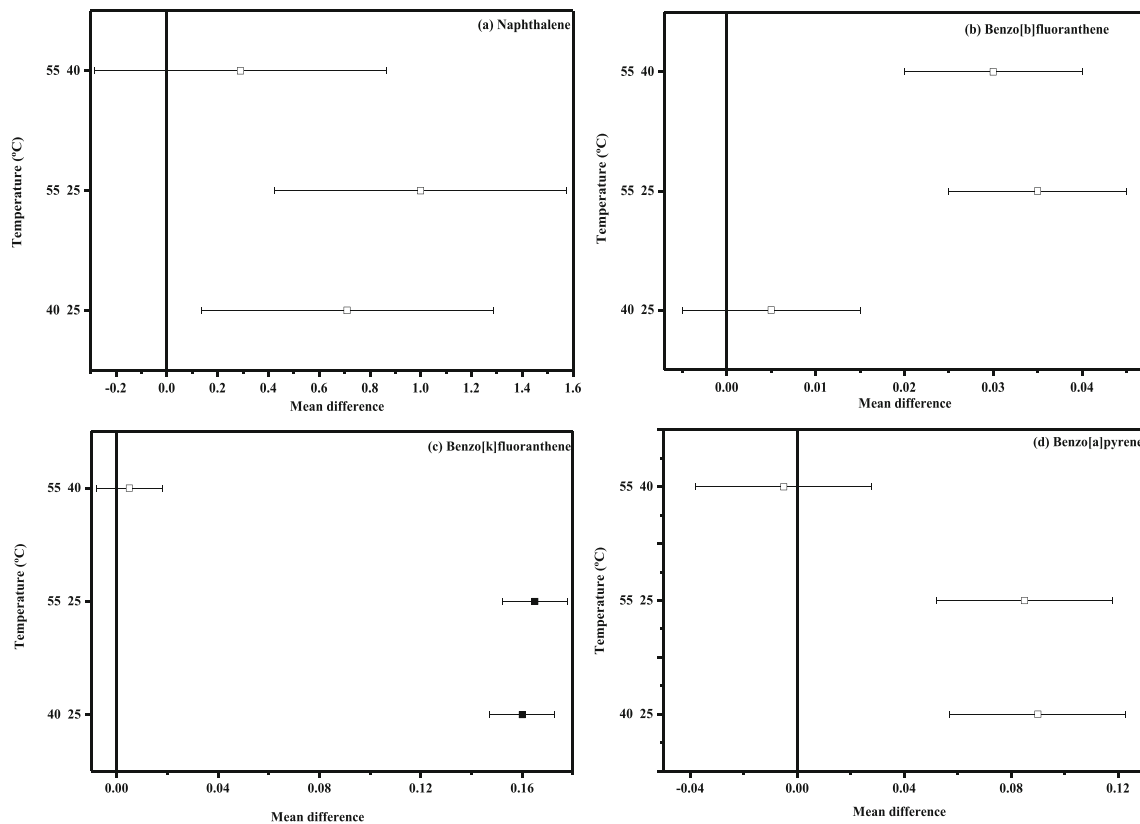 (a) Naphthalene
Temperature (ºC)
55 40
55 25
40 25
-0.2 0.0 0.2 0.4 0.6 0.8 1.0 1.2 1.4 1.6
Mean difference
(b) Benzo[b]fluoranthene
Temperature (ºC)
55 40
55 25
40 25
0.00 0.01 0.02 0.03 0.04
Mean difference
(c) Benzo[k]fluoranthene
Temperature (ºC)
55 40
55 25
40 25
0.00 0.04 0.08 0.12 0.16
Mean difference
(d) Benzo[a]pyrene
Temperature (ºC)
55 40
55 25
40 25
-0.04 0.00 0.04 0.08 0.12
Mean difference